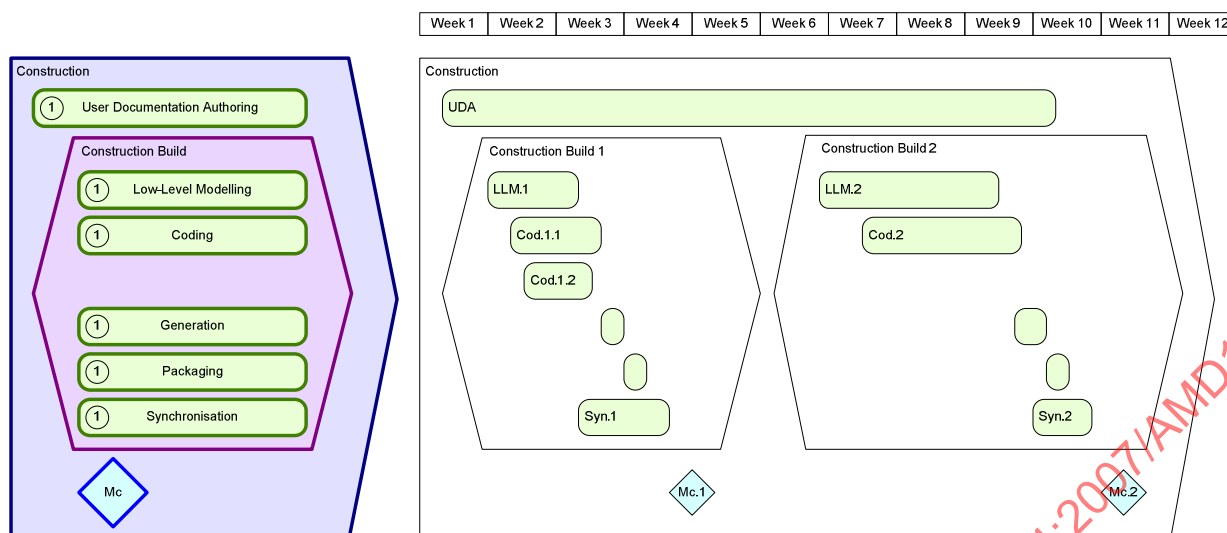 Week 1 Week 2 Week 3 Week 4 Week 5 Week 6 Week 7 Week 8 Week 9 Week 10 Week 11 Week 12
Construction
1 User Documentation Authoring
Construction Build
1 Low-Level Modelling
1 Coding
1 Generation
1 Packaging
1 Synchronisation
Mc
Construction
UDA
Construction Build 1
LLM.1
Cod.1.1
Cod.1.2
Syn.1
Mc.1
Construction Build 2
LLM.2
Cod.2
Syn.2
Mc.2
:2007/AMD1